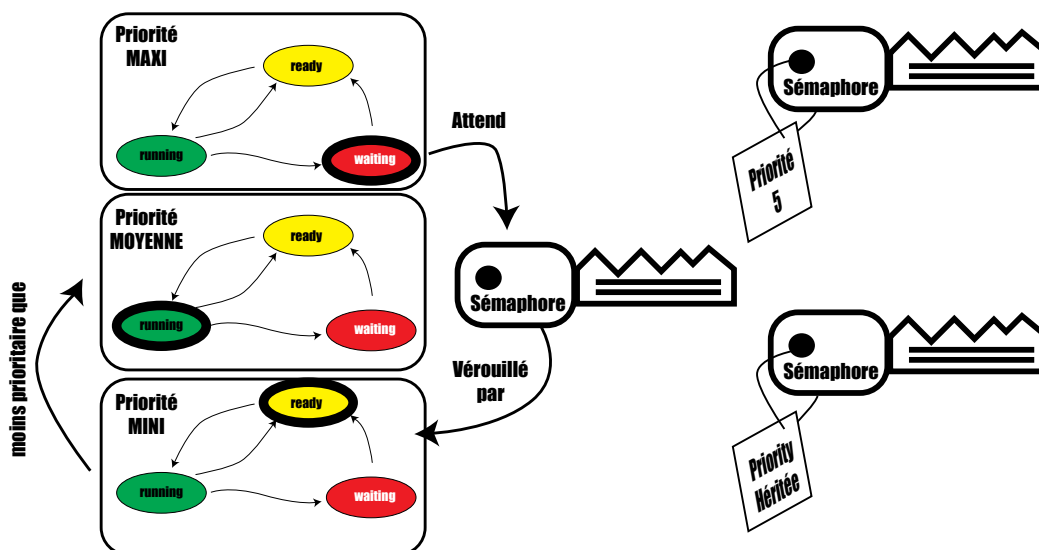 Priorité
MAXI
ready
running
waiting
Attend
Priorité
MOYENNE
ready
running
waiting
moins prioritaire que
Sémaphore
Vérouillé
par
Priorité
MINI
ready
running
waiting
Sémaphore
Priorité
5
Sémaphore
Priority
Héritée